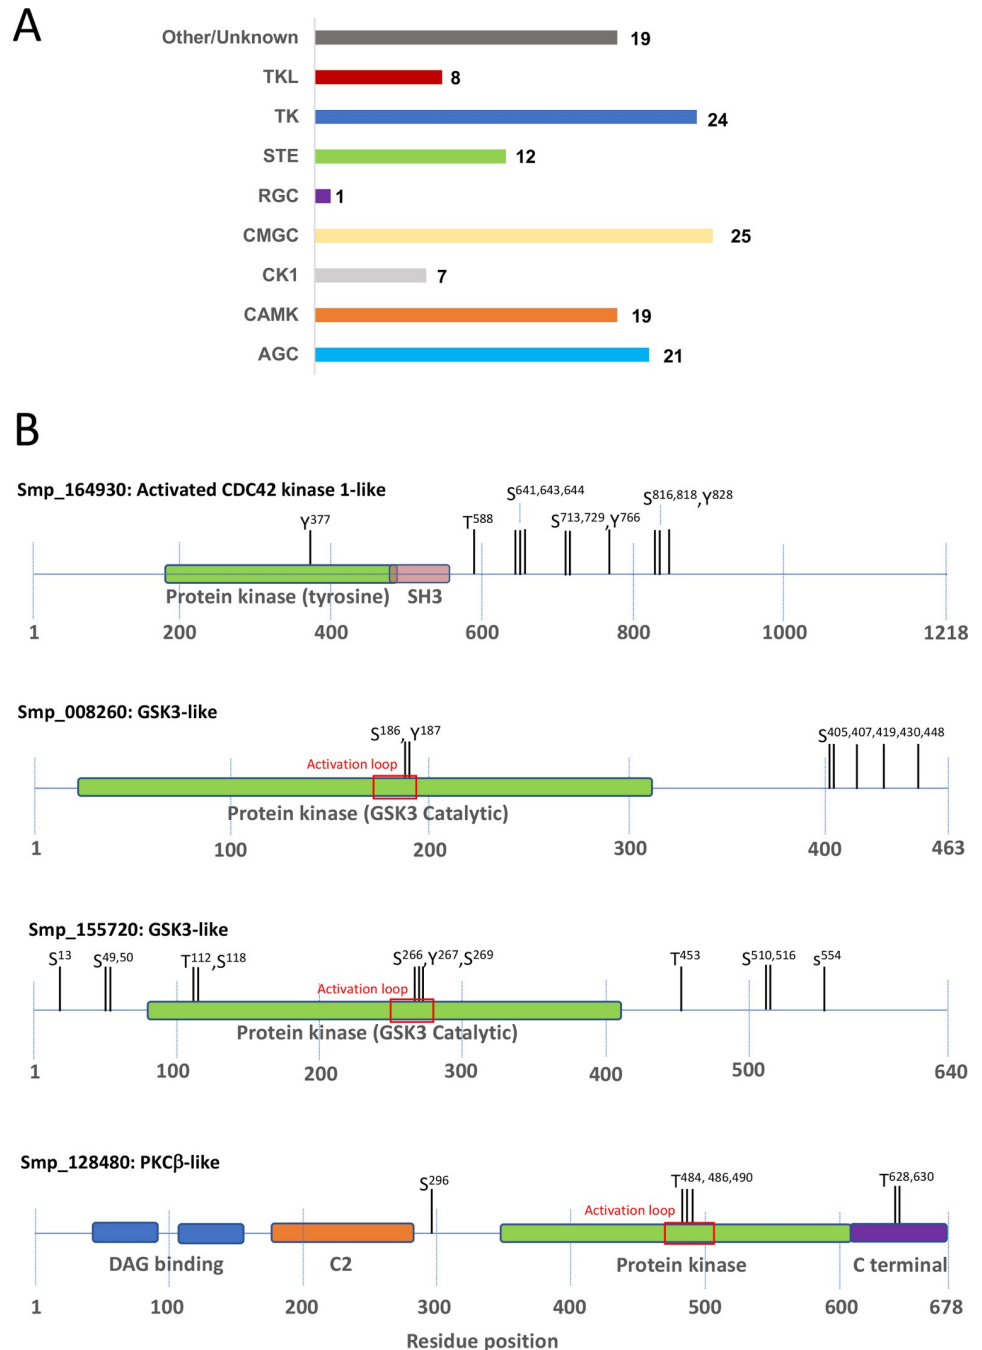 A
Other/Unknown 19
TKL 8
TK 24
STE 12
RGC 1
CMGC 25
CK1 7
CAMK 19
AGC 21
B
Smp_164930: Activated CDC42 kinase 1-like
Y377 T588 S641,643,644 S713,729,Y766 S816,818,Y828
Protein kinase (tyrosine) SH3
1 200 400 600 800 1000 1218
Smp_008260: GSK3-like
S186,Y187 S405,407,419,430,448
Activation loop
Protein kinase (GSK3 Catalytic)
1 100 200 300 400 463
Smp_155720: GSK3-like
S13 S49,50 T112,S118 S266,Y267,S269 T453 S510,516 s554
Activation loop
Protein kinase (GSK3 Catalytic)
1 100 200 300 400 500 640
Smp_128480: PKCβ-like
S296 T484, 486,490 T628,630
Activation loop
DAG binding C2 Protein kinase C terminal
1 100 200 300 400 500 600 678
Residue position